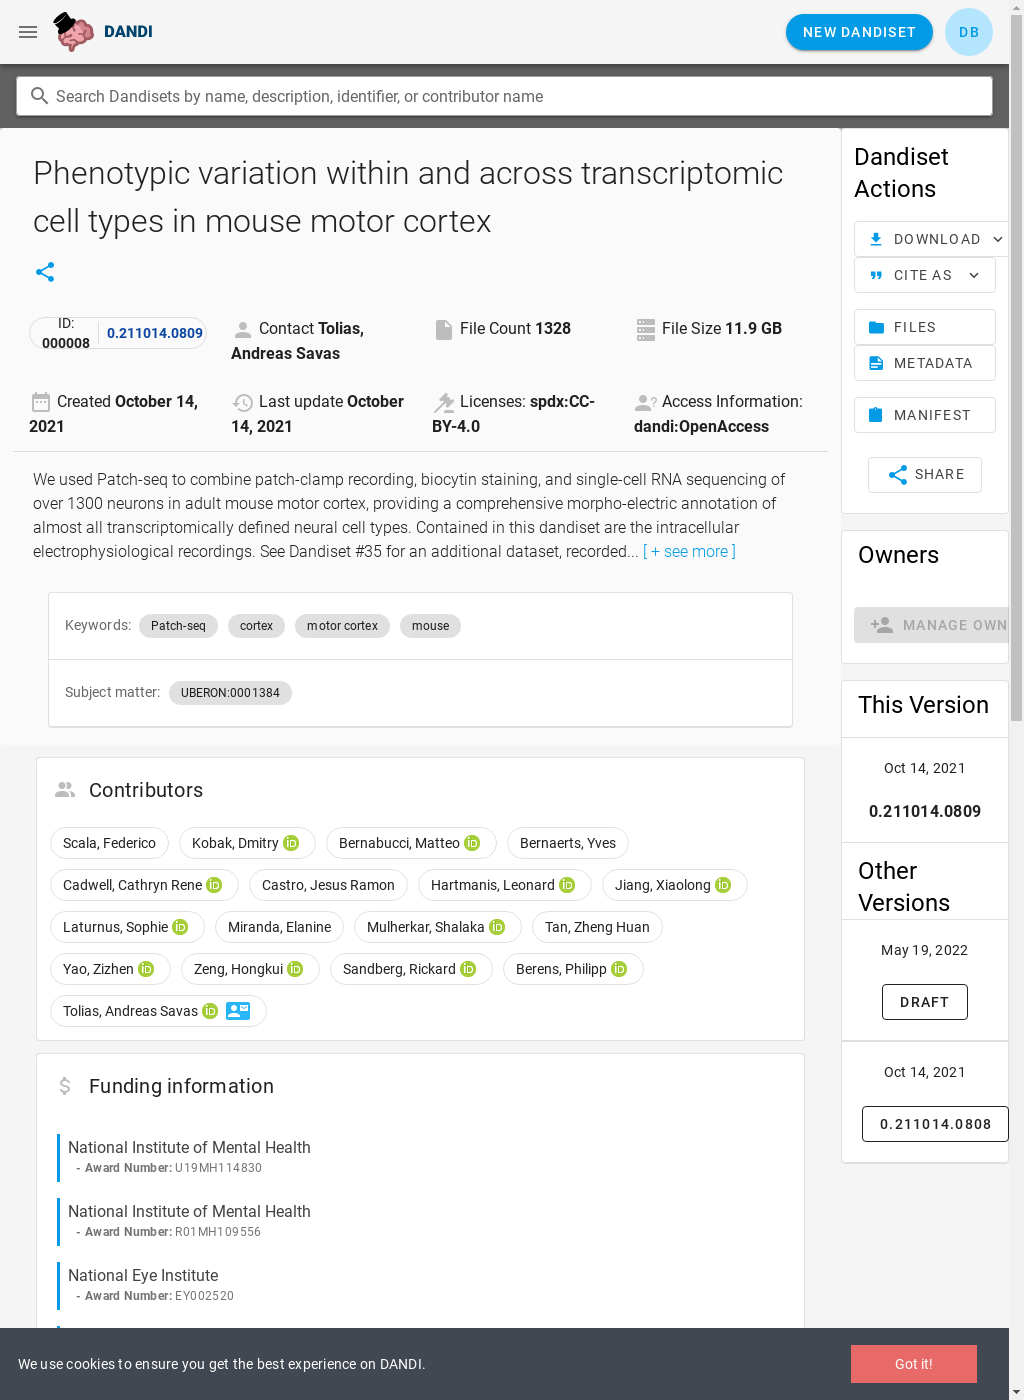 DANDI
NEW DANDISET
DB
Search Dandisets by name, description, identifier, or contributor name
Phenotypic variation within and across transcriptomic
cell types in mouse motor cortex
ID:
000008
0.211014.0809
Contact Tolias,
Andreas Savas
File Count 1328
File Size 11.9 GB
Created October 14,
2021
Last update October
14, 2021
Licenses: spdx:CC-
BY-4.0
Access Information:
dandi:OpenAccess
We used Patch-seq to combine patch-clamp recording, biocytin staining, and single-cell RNA sequencing of
over 1300 neurons in adult mouse motor cortex, providing a comprehensive morpho-electric annotation of
almost all transcriptomically defined neural cell types. Contained in this dandiset are the intracellular
electrophysiological recordings. See Dandiset #35 for an additional dataset, recorded... [ + see more ]
Keywords: Patch-seq cortex motor cortex mouse
Subject matter: UBERON:0001384
Contributors
Scala, Federico Kobak, Dmitry iD Bernabucci, Matteo iD Bernaerts, Yves
Cadwell, Cathryn Rene iD Castro, Jesus Ramon Hartmanis, Leonard iD Jiang, Xiaolong iD
Laturnus, Sophie iD Miranda, Elanine Mulherkar, Shalaka iD Tan, Zheng Huan
Yao, Zizhen iD Zeng, Hongkui iD Sandberg, Rickard iD Berens, Philipp iD
Tolias, Andreas Savas iD
Funding information
National Institute of Mental Health
- Award Number: U19MH114830
National Institute of Mental Health
- Award Number: R01MH109556
National Eye Institute
- Award Number: EY002520
Dandiset
Actions
DOWNLOAD
CITE AS
FILES
METADATA
MANIFEST
SHARE
Owners
MANAGE OWN
This Version
Oct 14, 2021
0.211014.0809
Other
Versions
May 19, 2022
DRAFT
Oct 14, 2021
0.211014.0808
We use cookies to ensure you get the best experience on DANDI.
Got it!